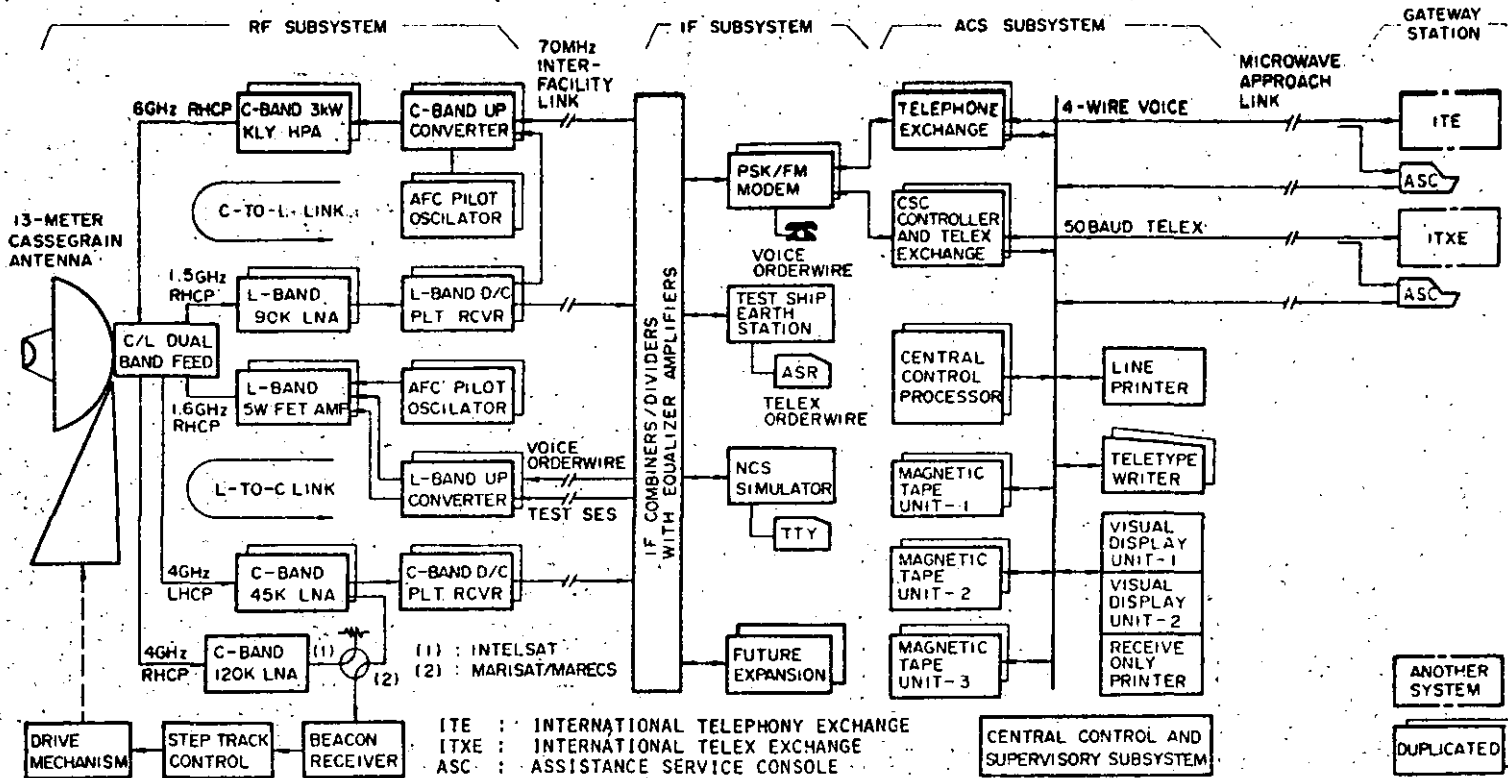 RF SUBSYSTEM
IF SUBSYSTEM
ACS SUBSYSTEM
GATEWAY
STATION
70MHz
INTER-
FACILITY
LINK
MICROWAVE
APPROACH
LINK
6GHz RHCP
C-BAND 3kW
KLY HPA
C-BAND UP
CONVERTER
TELEPHONE
EXCHANGE
4-WIRE VOICE
ITE
ASC
C-TO-L LINK
AFC PILOT
OSCILATOR
PSK/FM
MODEM
VOICE
ORDERWIRE
CSC
CONTROLLER
AND TELEX
EXCHANGE
50BAUD TELEX
ITXE
ASC
13-METER
CASSEGRAIN
ANTENNA
1.5GHz
RHCP
L-BAND
90K LNA
L-BAND D/C
PLT RCVR
C/L DUAL
BAND FEED
IF COMBINERS/DIVIDERS
WITH EQUALIZER AMPLIFIERS
TEST SHIP
EARTH
STATION
ASR
TELEX
ORDERWIRE
CENTRAL
CONTROL
PROCESSOR
LINE
PRINTER
1.6GHz
RHCP
L-BAND
5W FET AMP
AFC PILOT
OSCILATOR
VOICE
ORDERWIRE
L-TO-C LINK
L-BAND UP
CONVERTER
TEST SES
NCS
SIMULATOR
TTY
MAGNETIC
TAPE
UNIT-1
TELETYPE
WRITER
4GHz
LHCP
C-BAND
45K LNA
C-BAND D/C
PLT RCVR
MAGNETIC
TAPE
UNIT-2
VISUAL
DISPLAY
UNIT-1
VISUAL
DISPLAY
UNIT-2
RECEIVE
ONLY
PRINTER
4GHz
RHCP
C-BAND
120K LNA
(1)
(2)
(1) : INTELSAT
(2) : MARISAT/MARECS
FUTURE
EXPANSION
MAGNETIC
TAPE
UNIT-3
ANOTHER
SYSTEM
DRIVE
MECHANISM
STEP TRACK
CONTROL
BEACON
RECEIVER
ITE : INTERNATIONAL TELEPHONY EXCHANGE
ITXE : INTERNATIONAL TELEX EXCHANGE
ASC : ASSISTANCE SERVICE CONSOLE
CENTRAL CONTROL AND
SUPERVISORY SUBSYSTEM
DUPLICATED